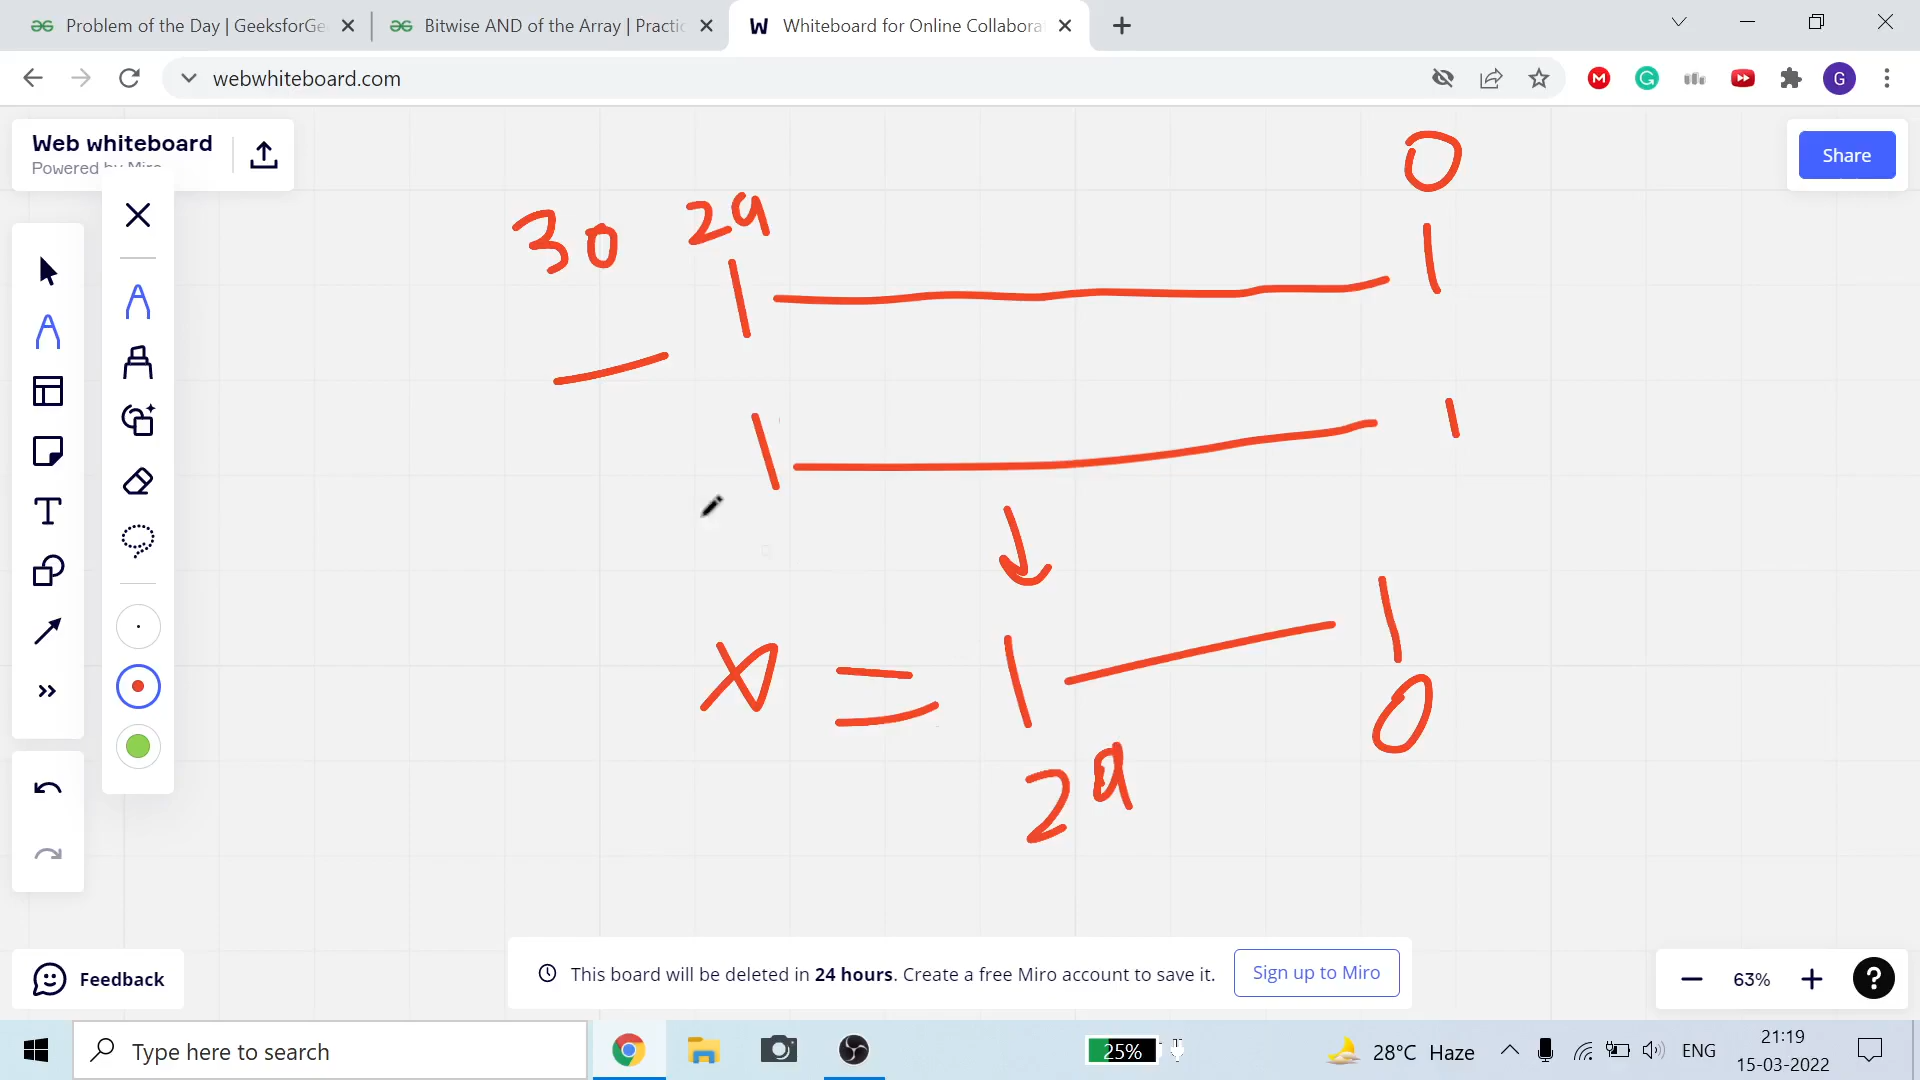 Problem of the Day | GeeksforGe
Bitwise AND of the Array | Practic
Whiteboard for Online Collabora
webwhiteboard.com
G
Web whiteboard
Powered by Miro
Share
0
30 29
1 1
1 1
x = 1 1
0
29
Feedback
This board will be deleted in 24 hours. Create a free Miro account to save it.
Sign up to Miro
63%
Type here to search
25%
28°C Haze
ENG
21:19
15-03-2022